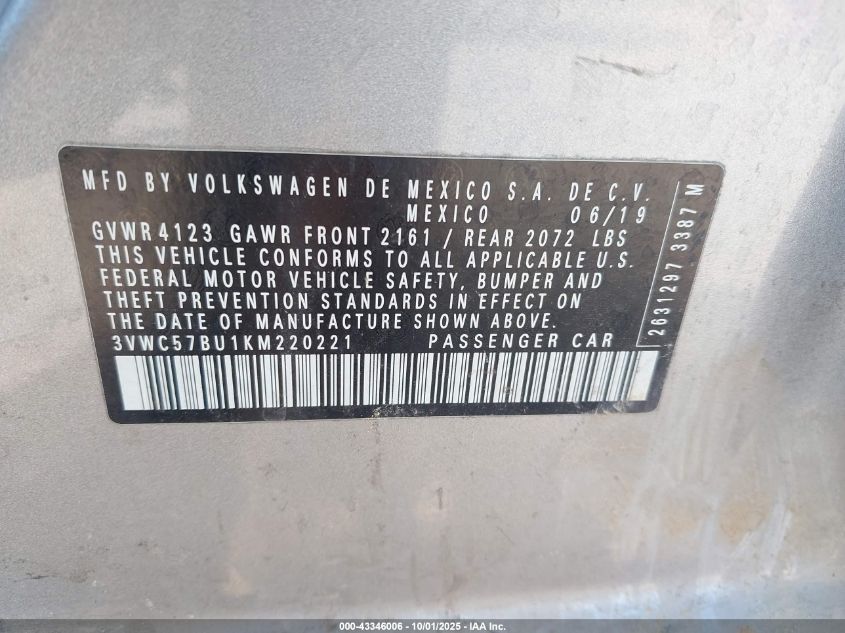 MFD BY VOLKSWAGEN DE MEXICO S.A. DE C.V.
MEXICO 06/19
GVWR 4123 GAWR FRONT 2161 / REAR 2072 LBS
THIS VEHICLE CONFORMS TO ALL APPLICABLE U.S.
FEDERAL MOTOR VEHICLE SAFETY, BUMPER AND
THEFT PREVENTION STANDARDS IN EFFECT ON
THE DATE OF MANUFACTURE SHOWN ABOVE.
3VWC57BU1KM220221 PASSENGER CAR
26312973387 M
000-43346006 - 10/01/2025 - IAA Inc.